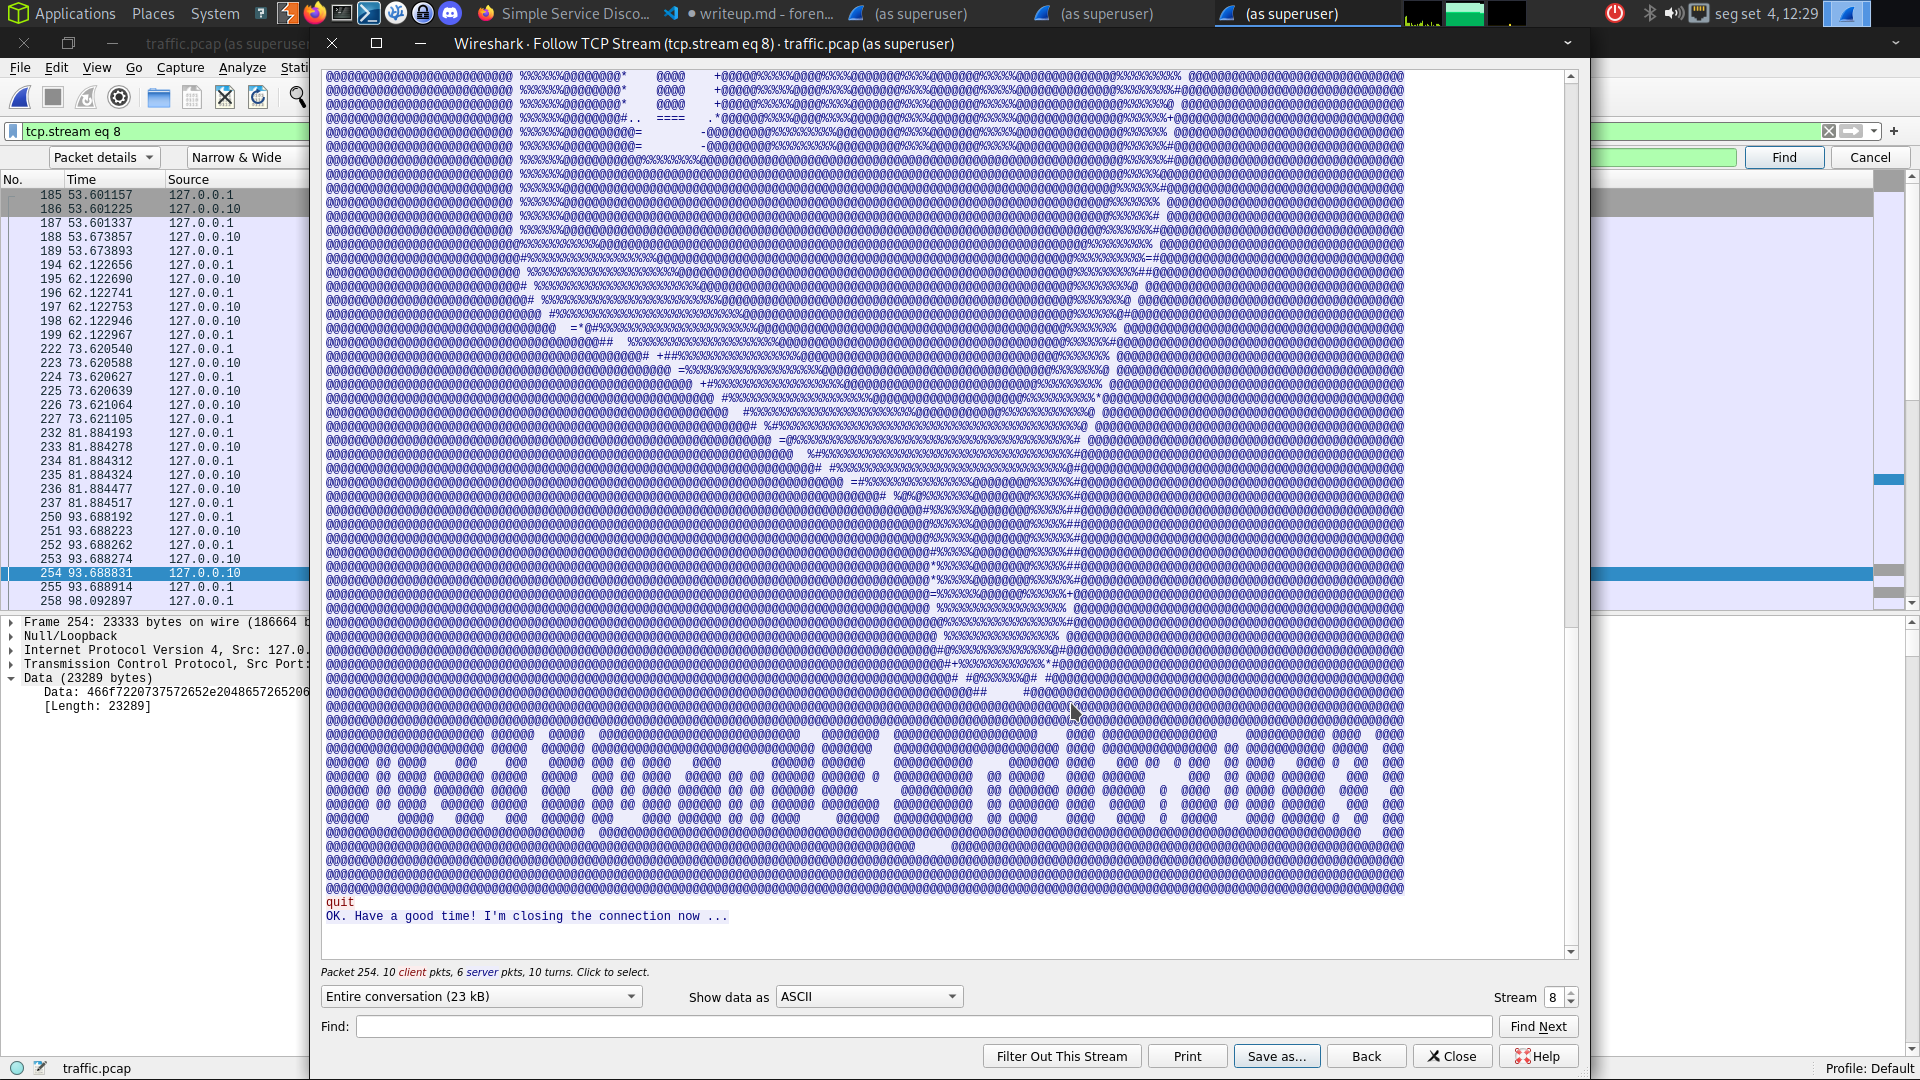 Applications Places System
Simple Service Disco...
writeup.md - foren...
(as superuser)
(as superuser)
(as superuser)
seg set 4, 12:29
traffic.pcap (as superuser
Wireshark · Follow TCP Stream (tcp.stream eq 8) · traffic.pcap (as superuser)
File Edit View Go Capture Analyze Stati
tcp.stream eq 8
Packet details Narrow & Wide
Find Cancel
No. Time Source
185 53.601157 127.0.0.1
186 53.601225 127.0.0.10
187 53.601337 127.0.0.1
188 53.673857 127.0.0.10
189 53.673893 127.0.0.1
194 62.122656 127.0.0.1
195 62.122690 127.0.0.10
196 62.122741 127.0.0.1
197 62.122753 127.0.0.10
198 62.122946 127.0.0.10
199 62.122967 127.0.0.1
222 73.620540 127.0.0.1
223 73.620588 127.0.0.10
224 73.620627 127.0.0.1
225 73.620639 127.0.0.10
226 73.621064 127.0.0.10
227 73.621105 127.0.0.1
232 81.884193 127.0.0.1
233 81.884278 127.0.0.10
234 81.884312 127.0.0.1
235 81.884324 127.0.0.10
236 81.884477 127.0.0.10
237 81.884517 127.0.0.1
250 93.688192 127.0.0.1
251 93.688223 127.0.0.10
252 93.688262 127.0.0.1
253 93.688274 127.0.0.10
254 93.688831 127.0.0.10
255 93.688914 127.0.0.1
258 98.092897 127.0.0.1
Frame 254: 23333 bytes on wire (186664 b
Null/Loopback
Internet Protocol Version 4, Src: 127.0.
Transmission Control Protocol, Src Port:
Data (23289 bytes)
Data: 466f7220737572652e2048657265206
[Length: 23289]
quit
OK. Have a good time! I'm closing the connection now ...
Packet 254. 10 client pkts, 6 server pkts, 10 turns. Click to select.
Entire conversation (23 kB)
Show data as ASCII
Stream 8
Find:
Find Next
Filter Out This Stream Print Save as... Back Close Help
traffic.pcap
Profile: Default